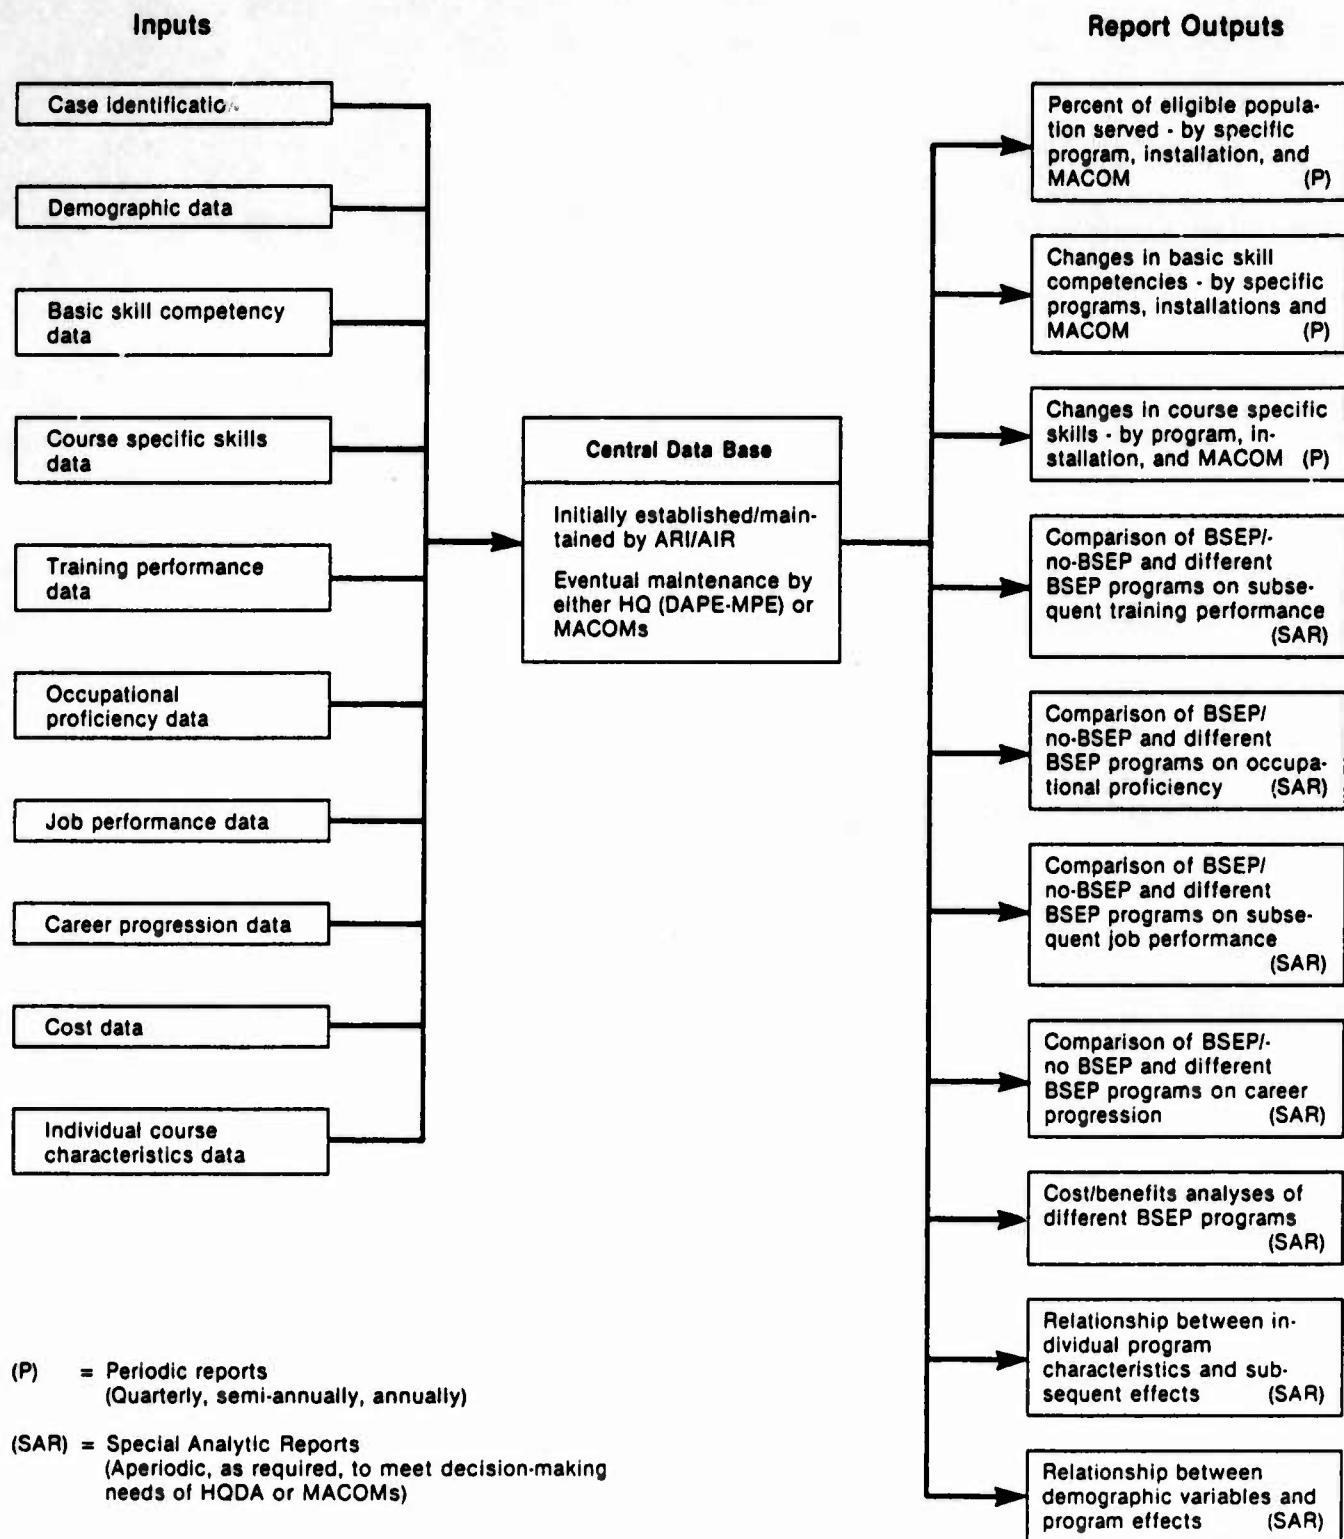 Inputs
Case identification
Demographic data
Basic skill competency
data
Course specific skills
data
Training performance
data
Occupational
proficiency data
Job performance data
Career progression data
Cost data
Individual course
characteristics data
Central Data Base
Initially established/main-
tained by ARI/AIR
Eventual maintenance by
either HQ (DAPE-MPE) or
MACOMs
Report Outputs
Percent of eligible popula-
tion served - by specific
program, installation, and
MACOM (P)
Changes in basic skill
competencies - by specific
programs, installations and
MACOM (P)
Changes in course specific
skills - by program, in-
stallation, and MACOM (P)
Comparison of BSEP/-
no-BSEP and different
BSEP programs on subse-
quent training performance
(SAR)
Comparison of BSEP/
no-BSEP and different
BSEP programs on occupa-
tional proficiency (SAR)
Comparison of BSEP/
no-BSEP and different
BSEP programs on subse-
quent job performance
(SAR)
Comparison of BSEP/-
no BSEP and different
BSEP programs on career
progression (SAR)
Cost/benefits analyses of
different BSEP programs
(SAR)
Relationship between in-
dividual program
characteristics and sub-
sequent effects (SAR)
Relationship between
demographic variables and
program effects (SAR)
(P) = Periodic reports
(Quarterly, semi-annually, annually)
(SAR) = Special Analytic Reports
(Aperiodic, as required, to meet decision-making
needs of HQDA or MACOMs)